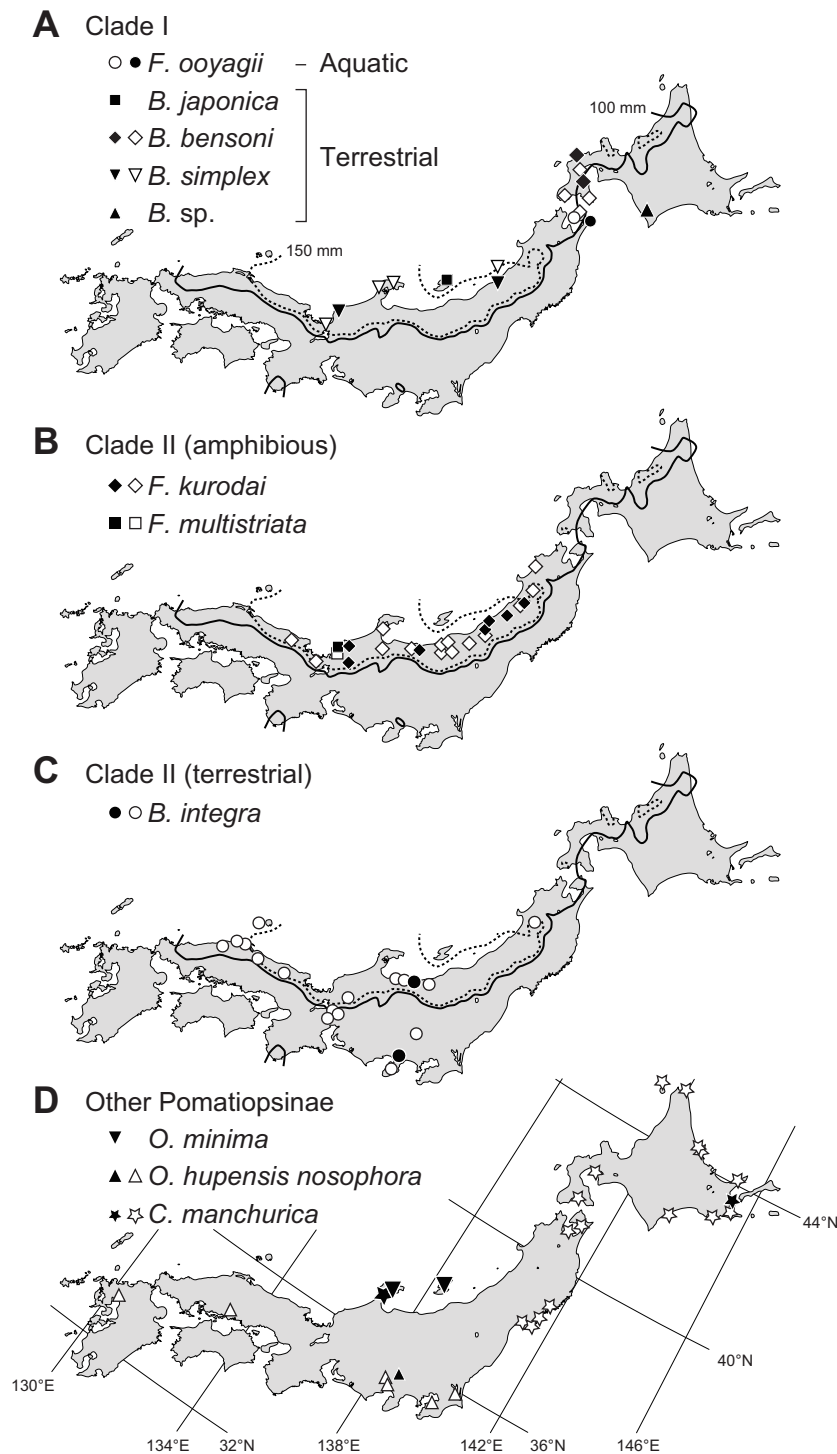 A Clade I
F. ooyagii – Aquatic
B. japonica
B. bensoni
B. simplex
B. sp.
Terrestrial
100 mm
150 mm
B Clade II (amphibious)
F. kurodai
F. multistriata
C Clade II (terrestrial)
B. integra
D Other Pomatiopsinae
O. minima
O. hupensis nosophora
C. manchurica
44°N
40°N
130°E
134°E 32°N 138°E 142°E 36°N 146°E